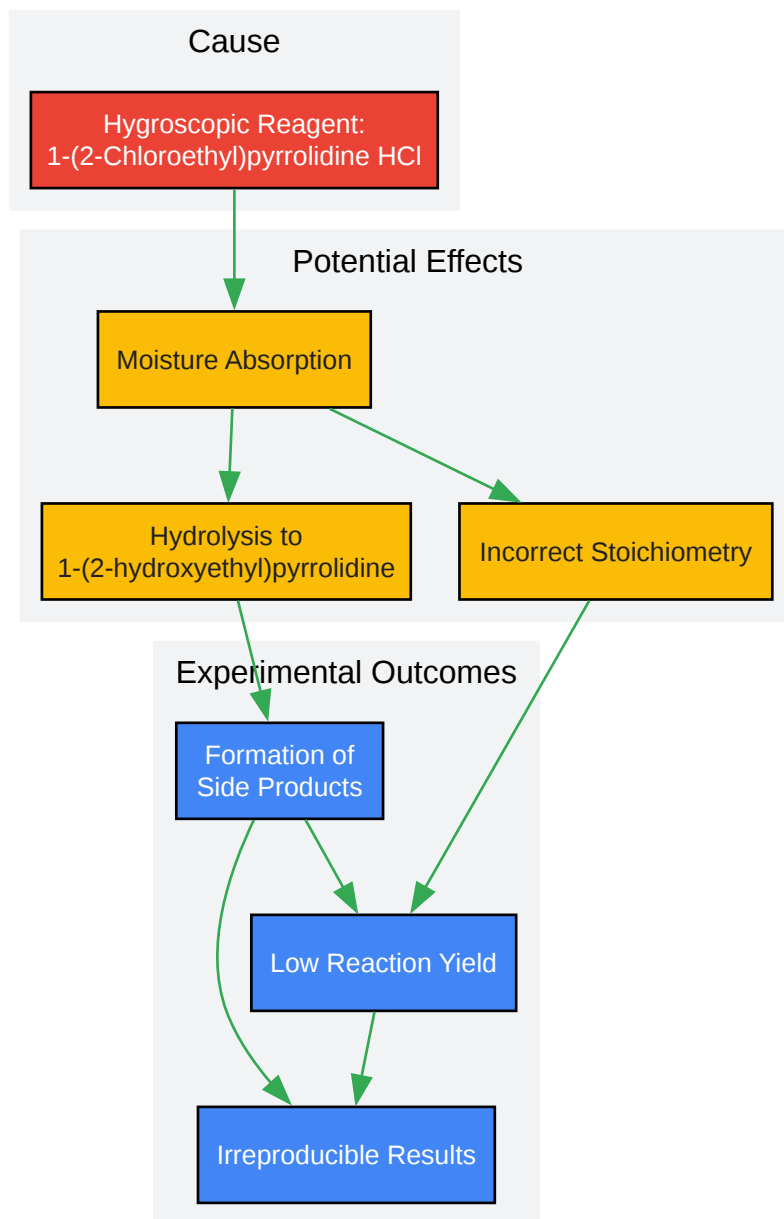 Cause
Hygroscopic Reagent:
1-(2-Chloroethyl)pyrrolidine HCl
Potential Effects
Moisture Absorption
Hydrolysis to
1-(2-hydroxyethyl)pyrrolidine
Incorrect Stoichiometry
Experimental Outcomes
Formation of
Side Products
Low Reaction Yield
Irreproducible Results